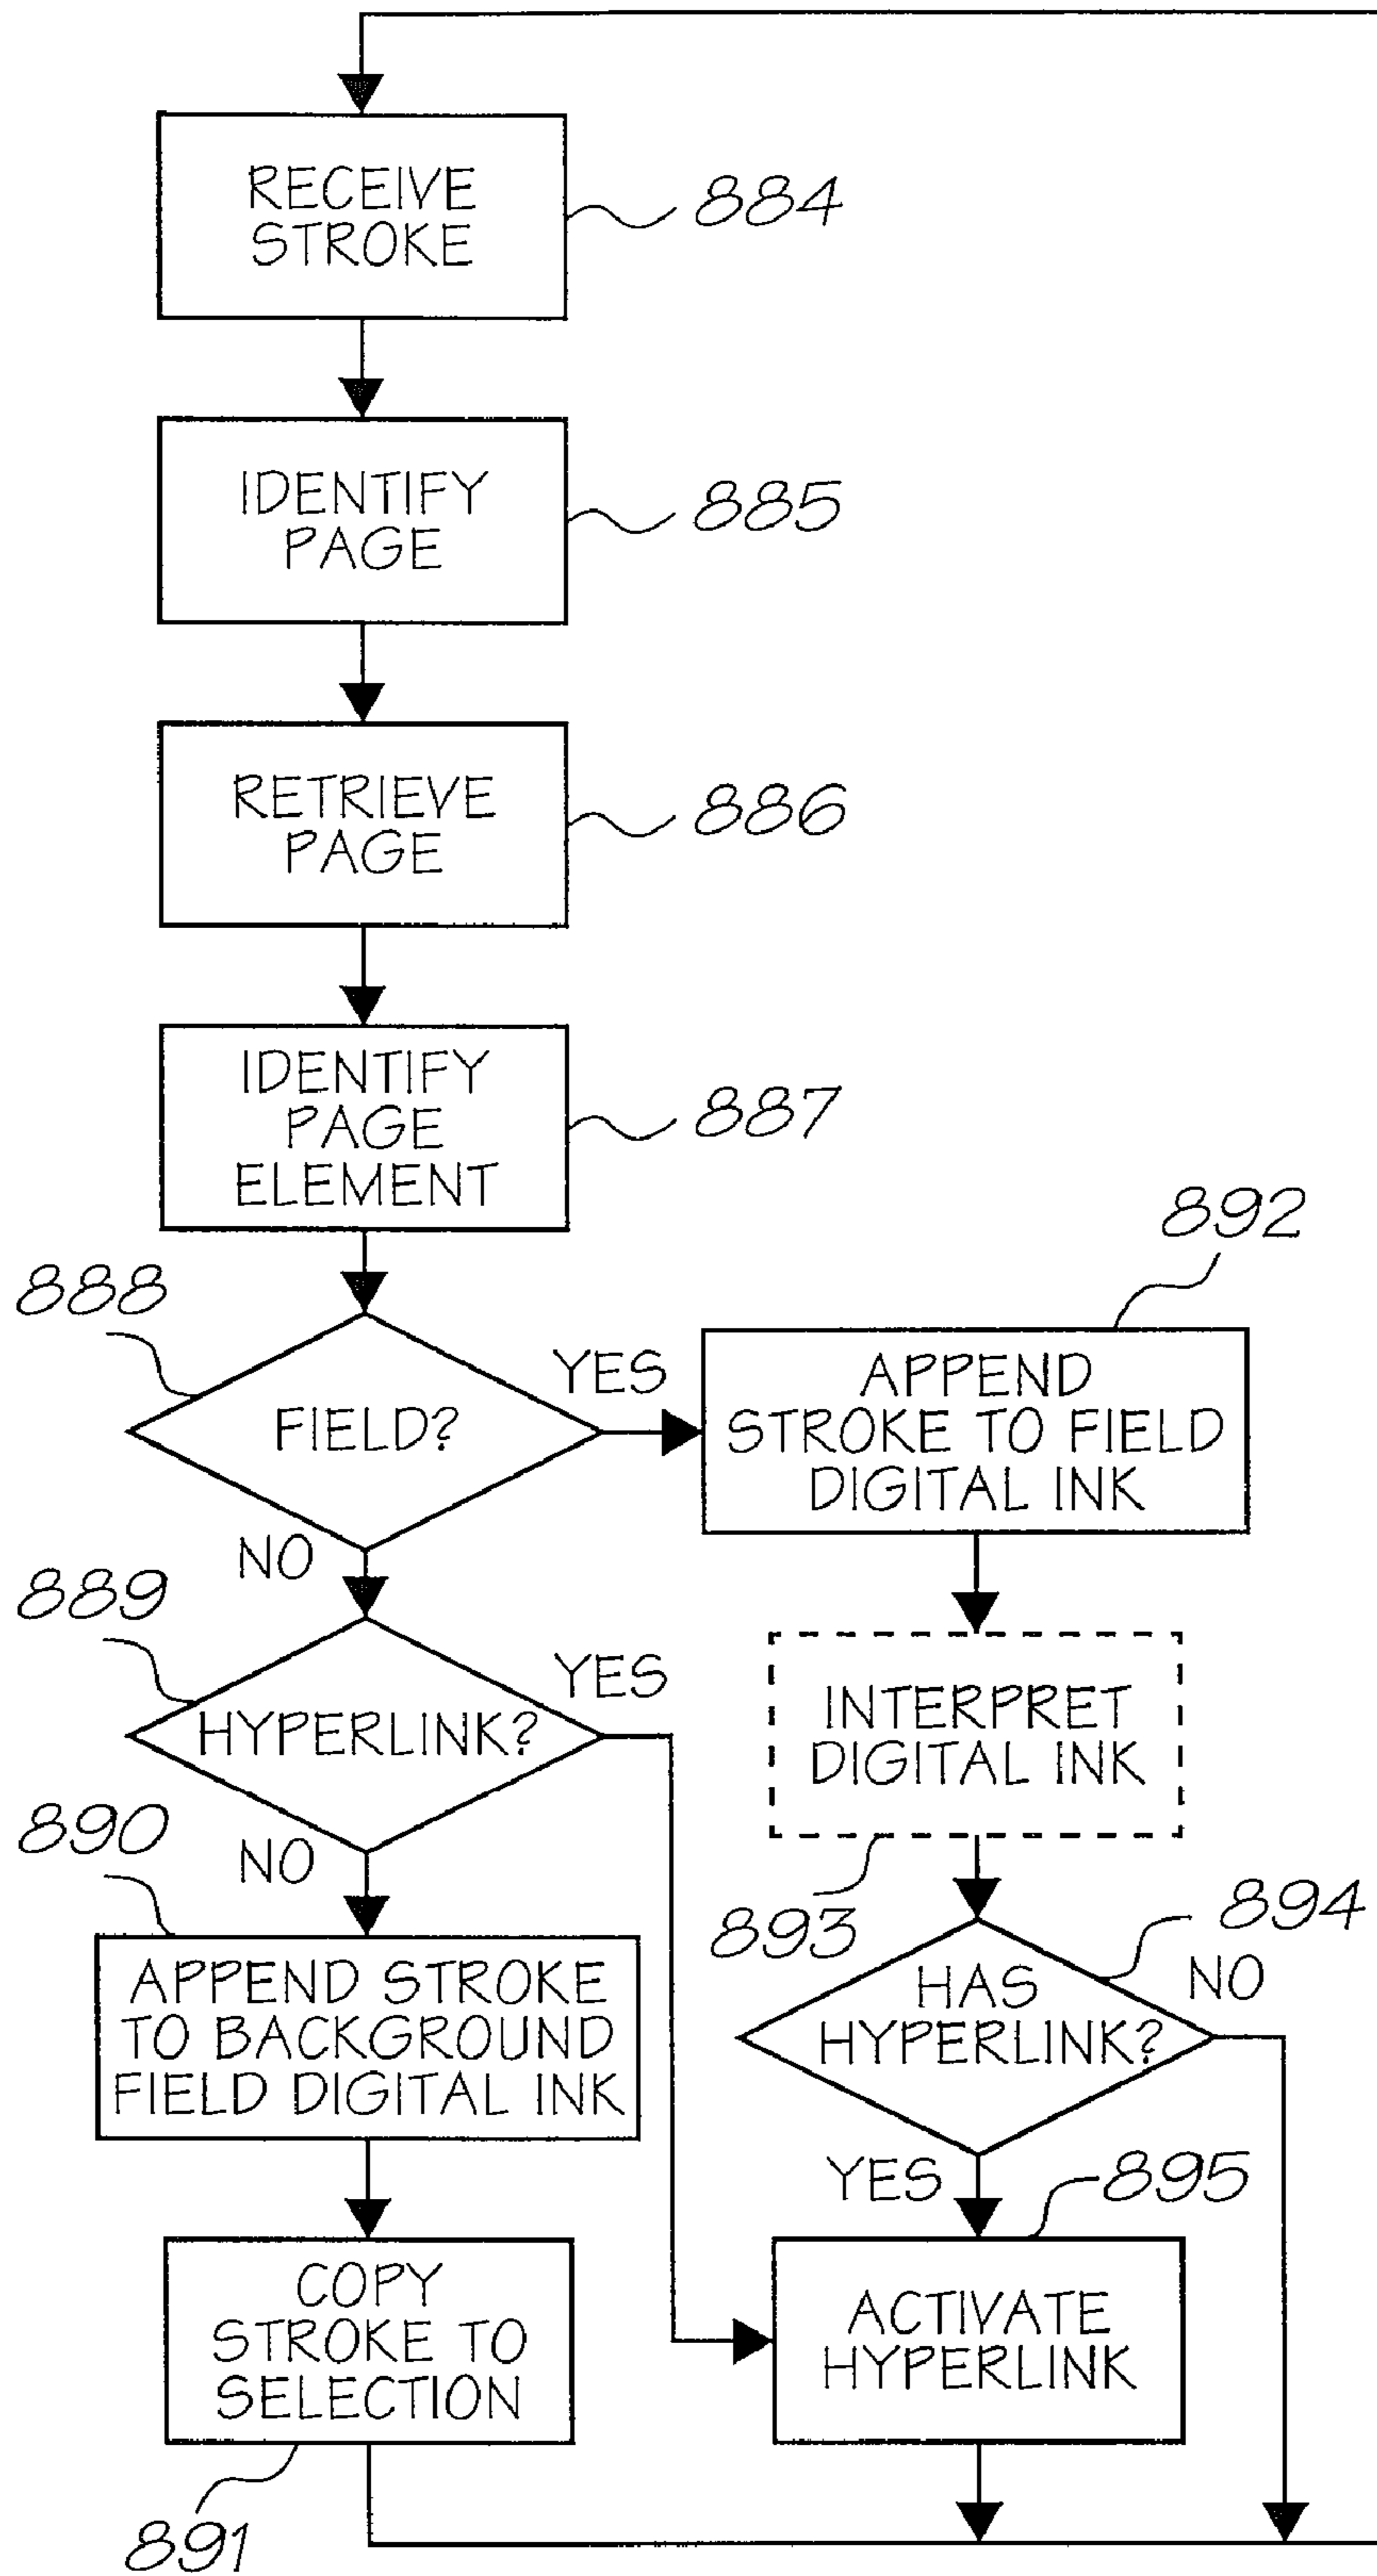 RECEIVE
STROKE
884
IDENTIFY
PAGE
885
RETRIEVE
PAGE
886
IDENTIFY
PAGE
ELEMENT
887
888
FIELD?
YES
NO
892
APPEND
STROKE TO FIELD
DIGITAL INK
889
HYPERLINK?
YES
NO
INTERPRET
DIGITAL INK
893
890
APPEND STROKE
TO BACKGROUND
FIELD DIGITAL INK
894
HAS
HYPERLINK?
NO
YES
895
COPY
STROKE TO
SELECTION
891
ACTIVATE
HYPERLINK